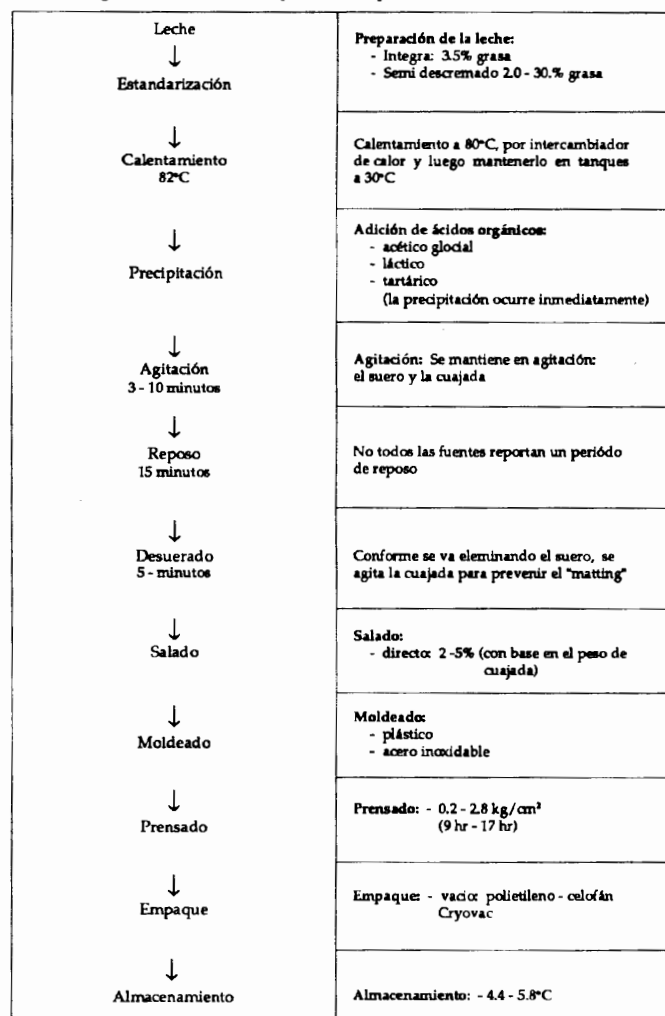 Leche
↓
Estandarización
Preparación de la leche:
- Integra: 3.5% grasa
- Semi descremado 2.0 - 30.% grasa
↓
Calentamiento
82°C
Calentamiento a 80°C, por intercambiador
de calor y luego mantenerlo en tanques
a 30°C
↓
Precipitación
Adición de ácidos orgánicos:
- acético glocial
- láctico
- tartárico
(la precipitación ocurre inmediatamente)
↓
Agitación
3 - 10 minutos
Agitación: Se mantiene en agitación:
el suero y la cuajada
↓
Reposo
15 minutos
No todos las fuentes reportan un periódo
de reposo
↓
Desuerado
5 - minutos
Conforme se va eleminando el suero, se
agita la cuajada para prevenir el "matting"
↓
Salado
Salado:
- directo: 2 -5% (con base en el peso de
cuajada)
↓
Moldeado
Moldeado:
- plástico
- acero inoxidable
↓
Prensado
Prensado: - 0.2 - 2.8 kg/cm²
(9 hr - 17 hr)
↓
Empaque
Empaque: - vacio: polietileno - celofán
Cryovac
↓
Almacenamiento
Almacenamiento: - 4.4 - 5.8°C